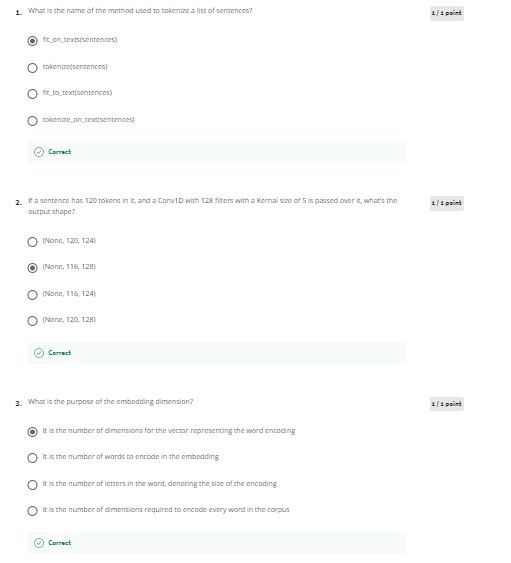 1. What is the name of the method used to tokenize a list of sentences?
1 / 1 point
fit_on_texts(sentences)
tokenize(sentences)
fit_to_text(sentences)
tokenize_on_text(sentences)
Correct
2. If a sentence has 120 tokens in it, and a Conv1D with 128 filters with a Kernal size of 5 is passed over it, what's the
output shape?
1 / 1 point
(None, 120, 124)
(None, 116, 128)
(None, 116, 124)
(None, 120, 128)
Correct
3. What is the purpose of the embedding dimension?
1 / 1 point
It is the number of dimensions for the vector representing the word encoding
It is the number of words to encode in the embedding
It is the number of letters in the word, denoting the size of the encoding
It is the number of dimensions required to encode every word in the corpus
Correct